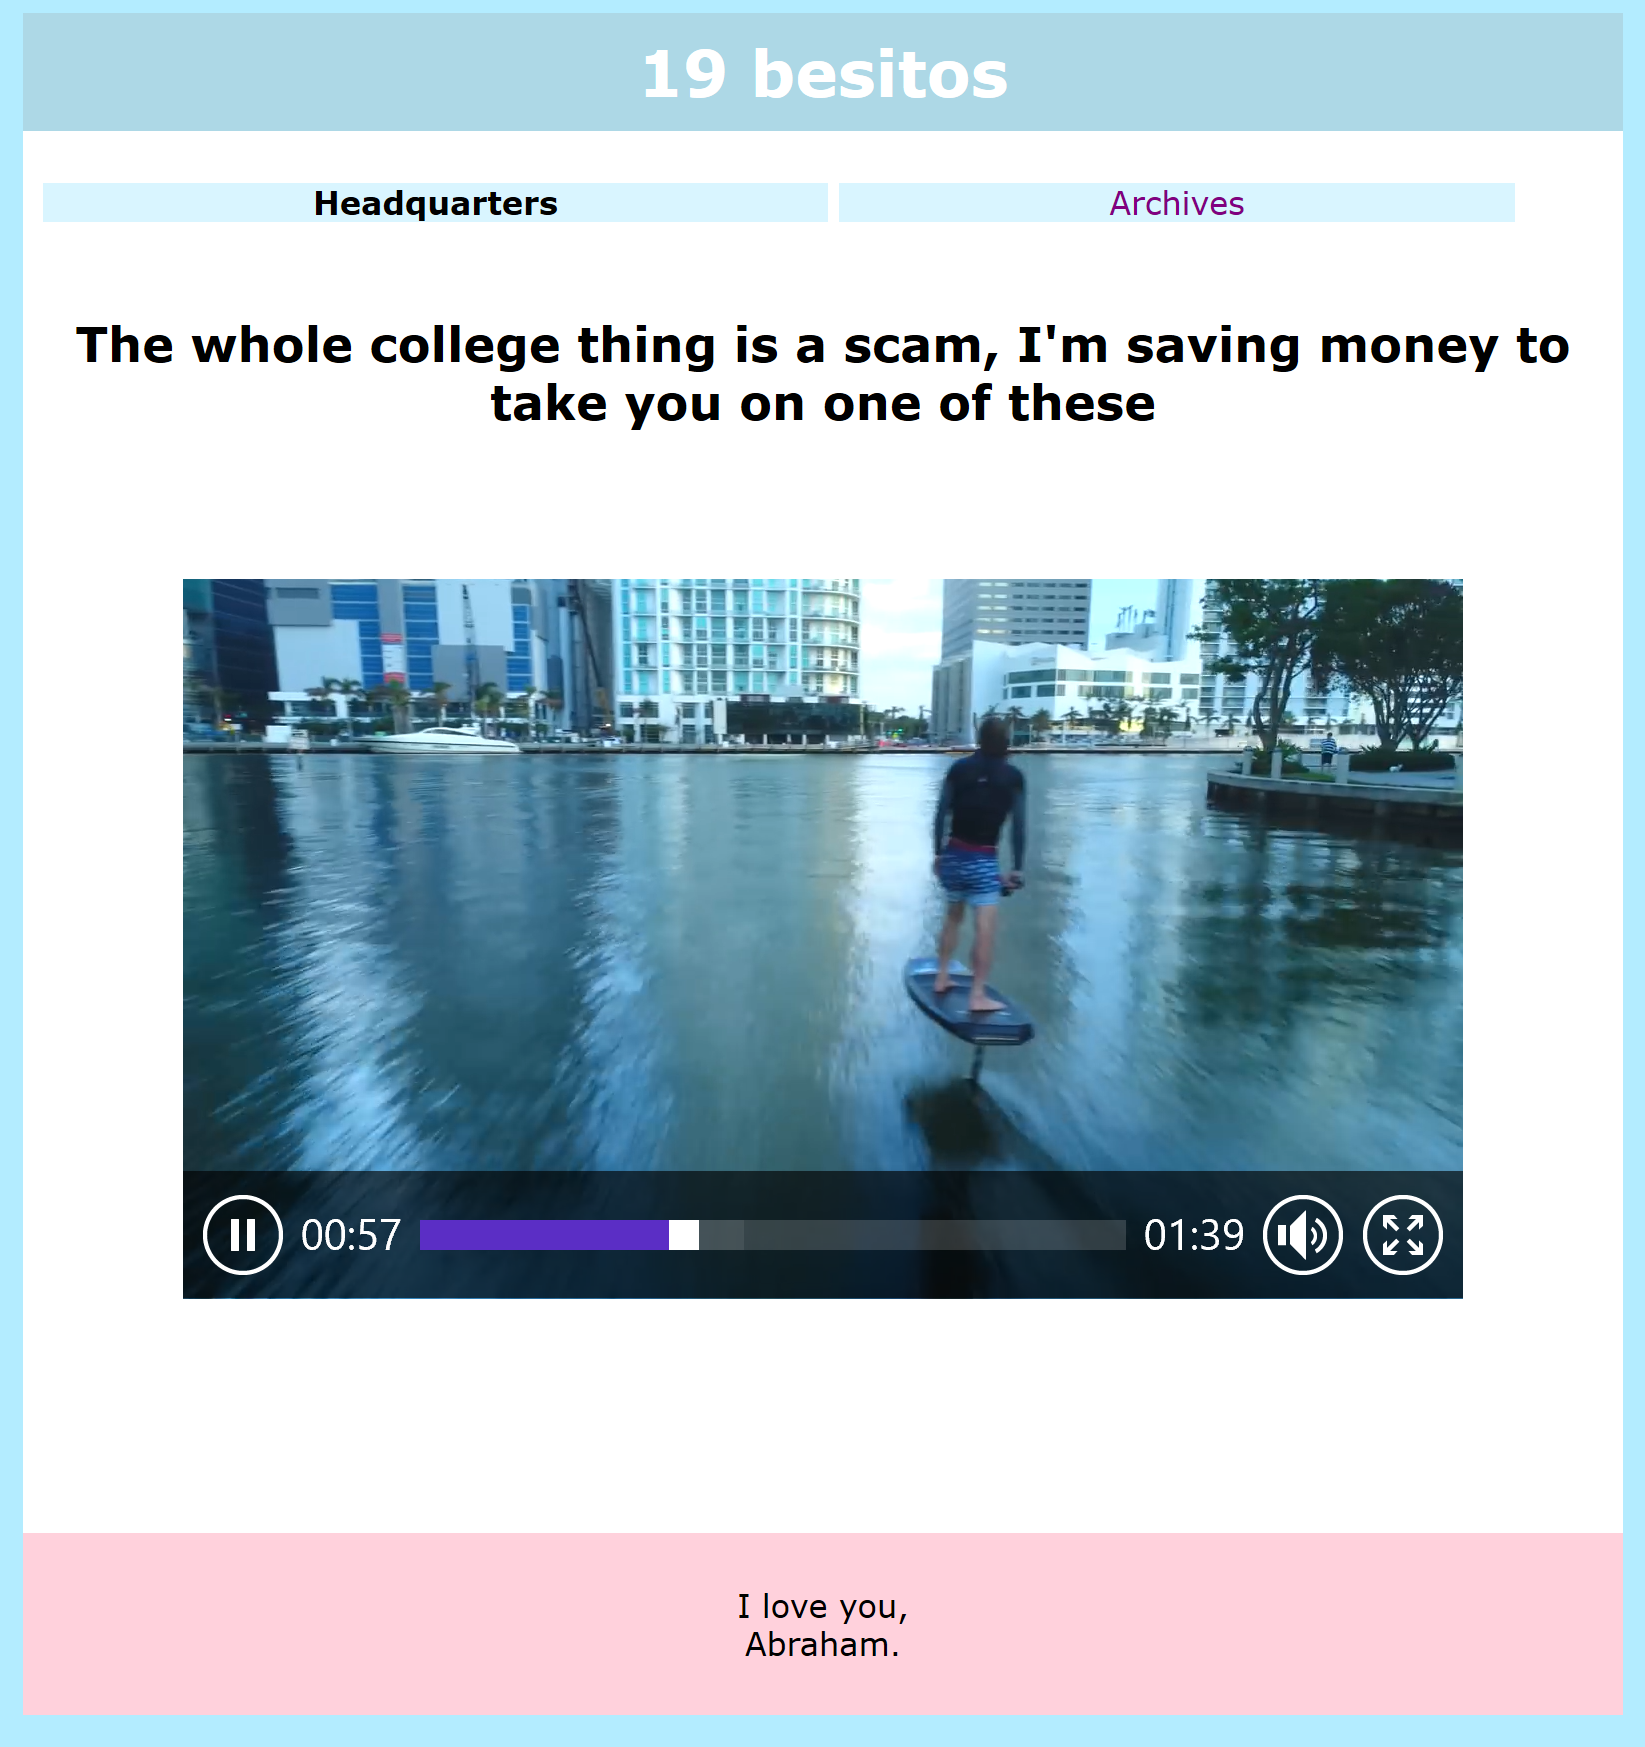 19 besitos
Headquarters
Archives
The whole college thing is a scam, I'm saving money to
take you on one of these
00:57
01:39
I love you,
Abraham.